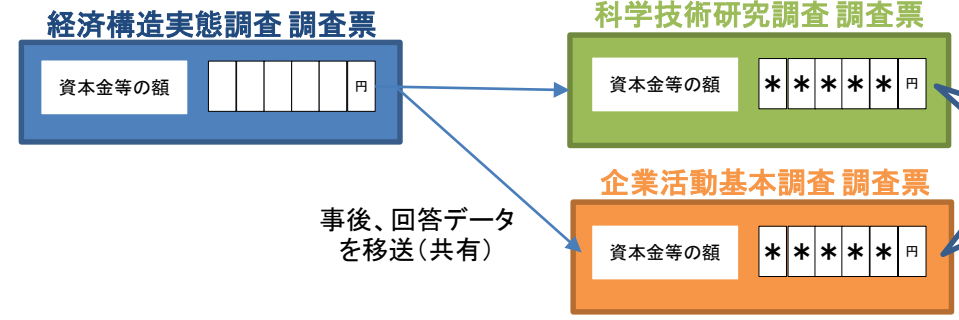 経済構造実態調査 調査票
資本金等の額
円
科学技術研究調査 調査票
資本金等の額
＊＊＊＊＊円
事後、回答データ
を移送（共有）
企業活動基本調査 調査票
資本金等の額
＊＊＊＊＊円